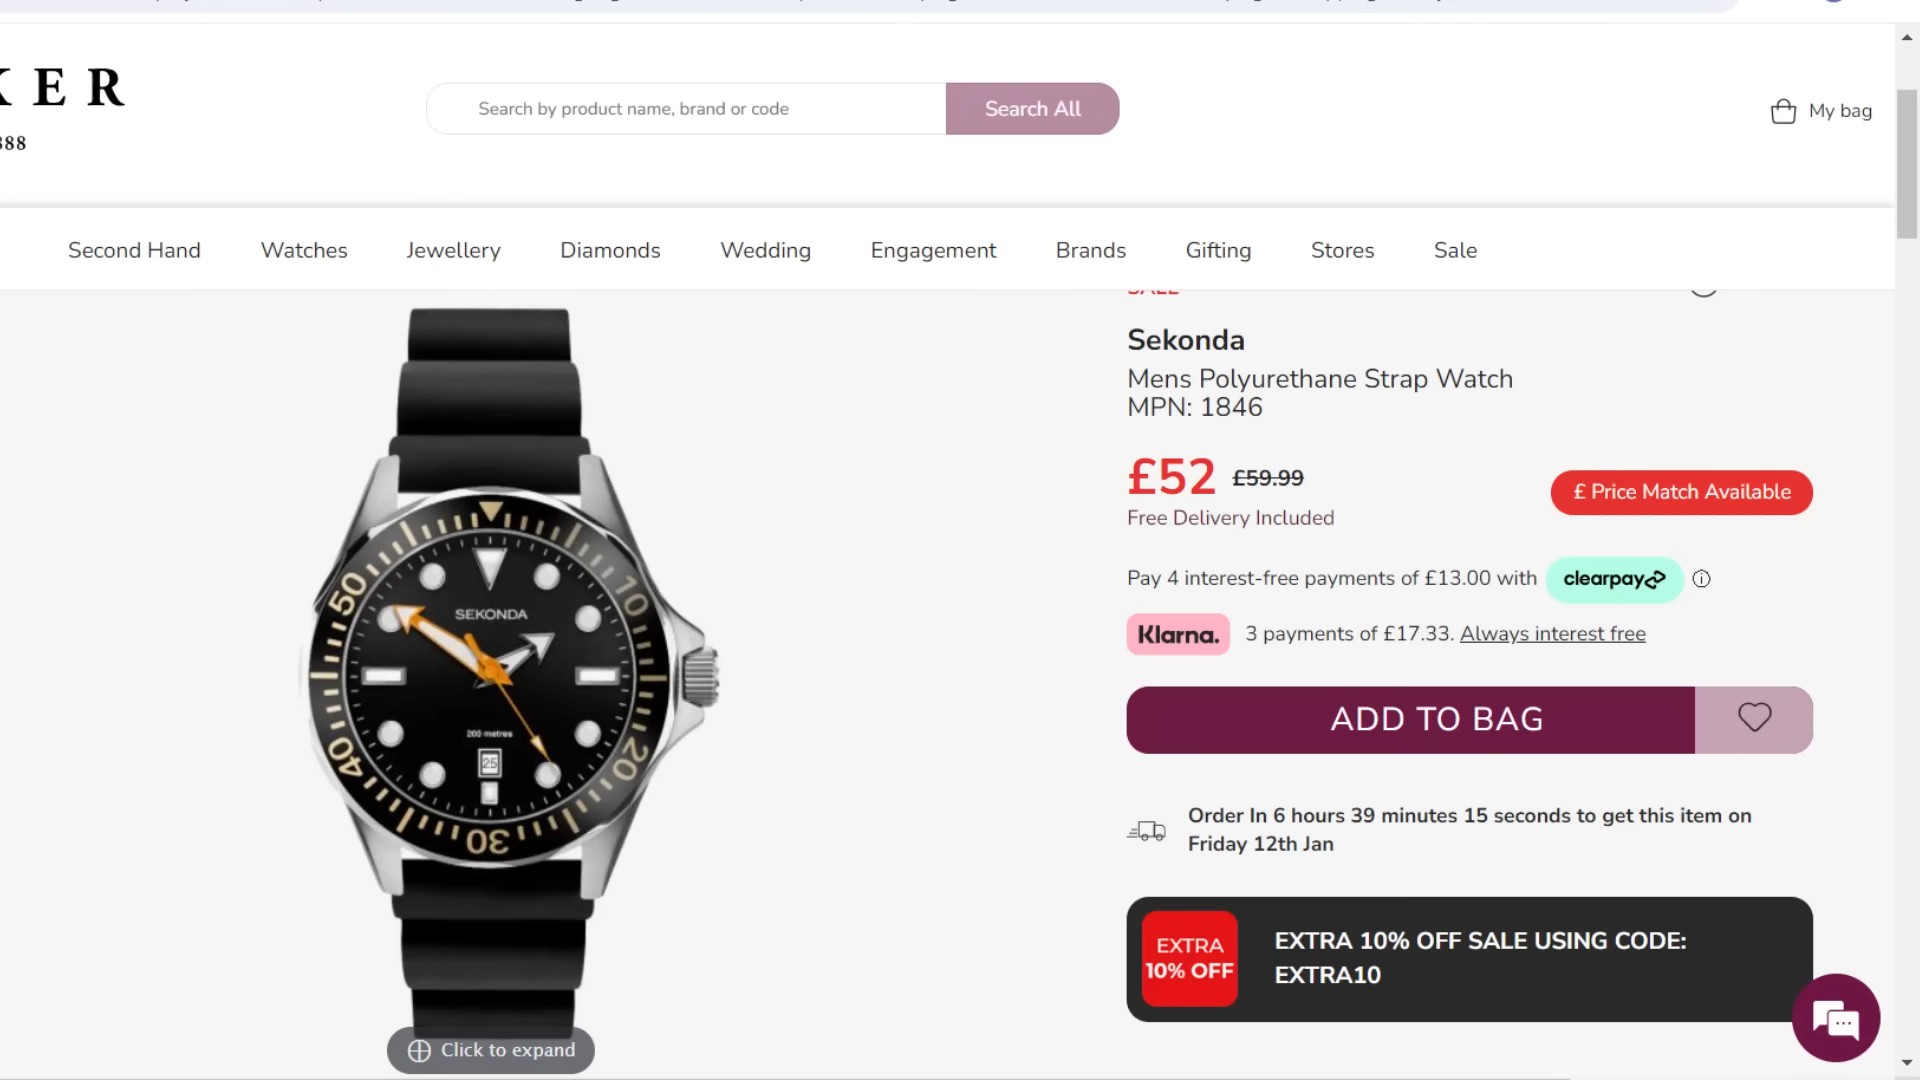 KER
888
Search by product name, brand or code
Search All
My bag
Second Hand
Watches
Jewellery
Diamonds
Wedding
Engagement
Brands
Gifting
Stores
Sale
SALE
Sekonda
Mens Polyurethane Strap Watch
MPN: 1846
£52 £59.99
£ Price Match Available
Free Delivery Included
Pay 4 interest-free payments of £13.00 with clearpay
Klarna. 3 payments of £17.33. Always interest free
ADD TO BAG
Order In 6 hours 39 minutes 15 seconds to get this item on
Friday 12th Jan
EXTRA
10% OFF
EXTRA 10% OFF SALE USING CODE:
EXTRA10
10
20
30
40
50
SEKONDA
200 metres
25
Click to expand